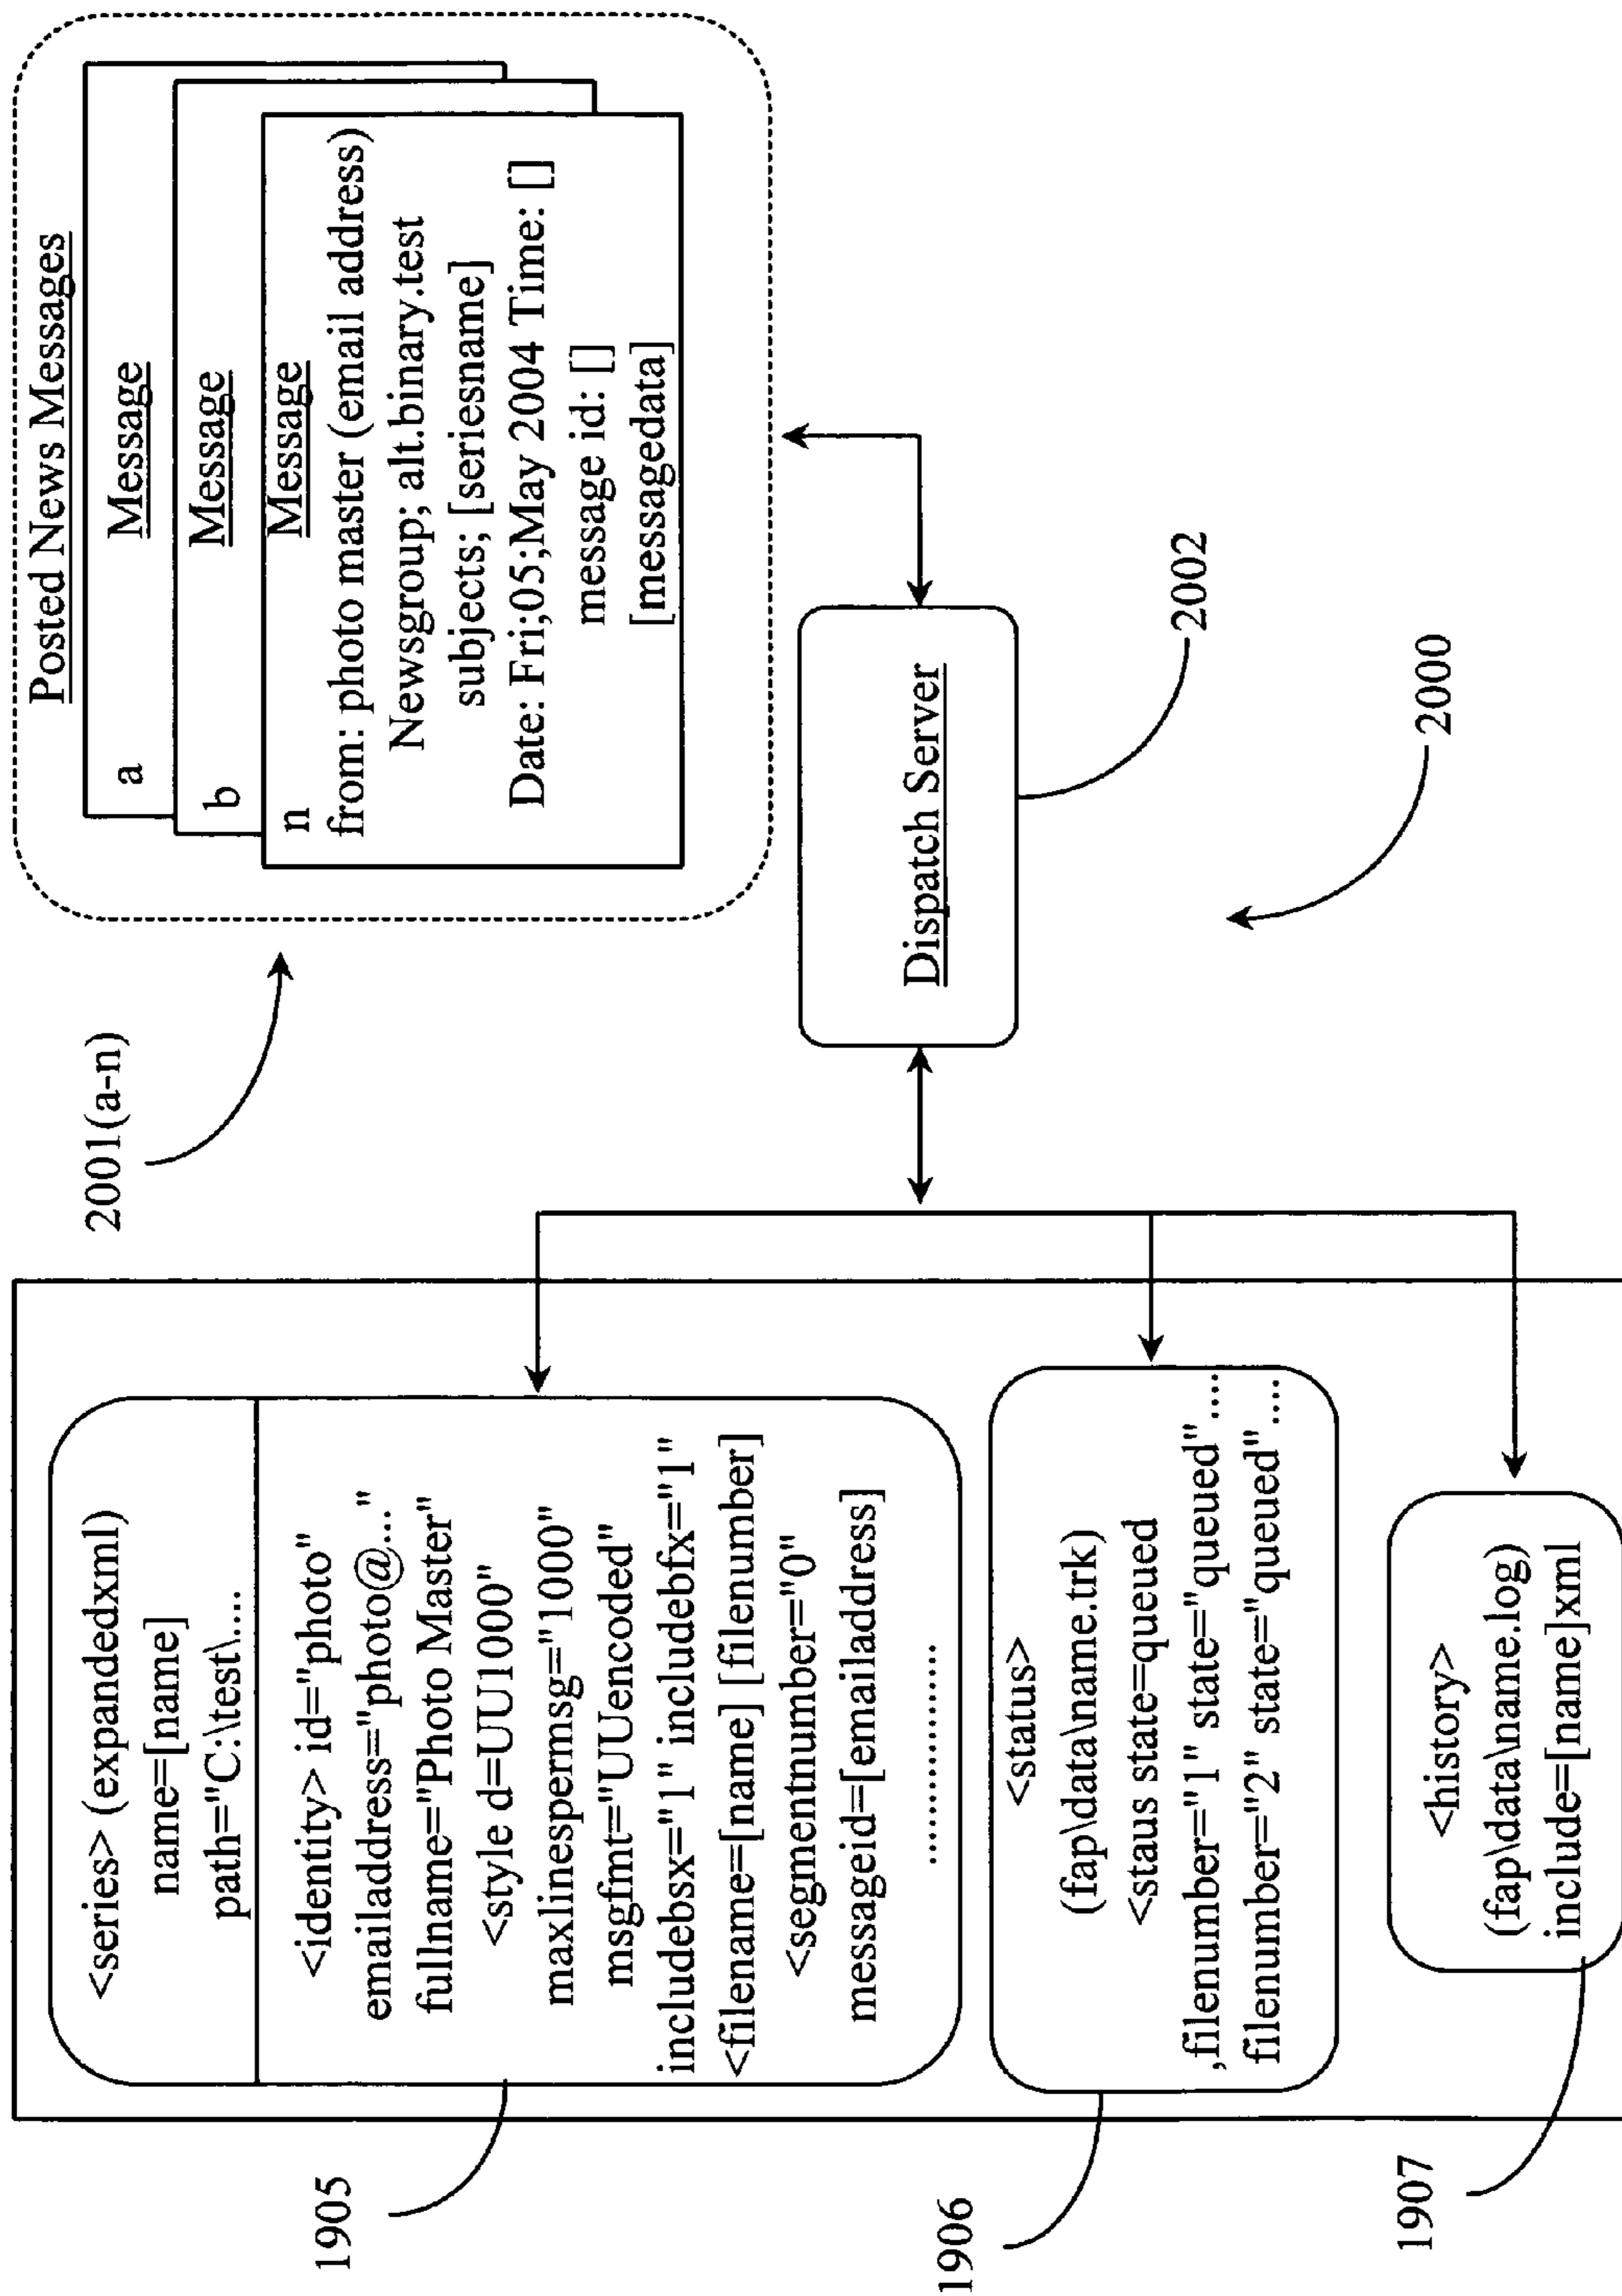 1905
<series> (expandedxml)
name=[name]
path="C:\test\....
<identity> id="photo"
emailaddress="photo@..."
fullname="Photo Master"
<style d=UU1000"
maxlinespermsg="1000"
msgfmt="UUencoded"
includebsx="1" includebfx="1"
<filename=[name] [filenumber]
<segmentnumber="0"
messageid=[emailaddress]
...................
1906
<status>
(fap\data\name.trk)
<staus state=queued
,filenumber="1" state="queued"....
filenumber="2" state="queued".....
1907
<history>
(fap\data\name.log)
include=[name]xml
2001(a-n)
Posted News Messages
a Message
b Message
n Message
from: photo master (email address)
Newsgroup; alt.binary.test
subjects; [seriesname]
Date: Fri;05;May 2004 Time: []
message id: []
[messagedata]
Dispatch Server
2002
2000